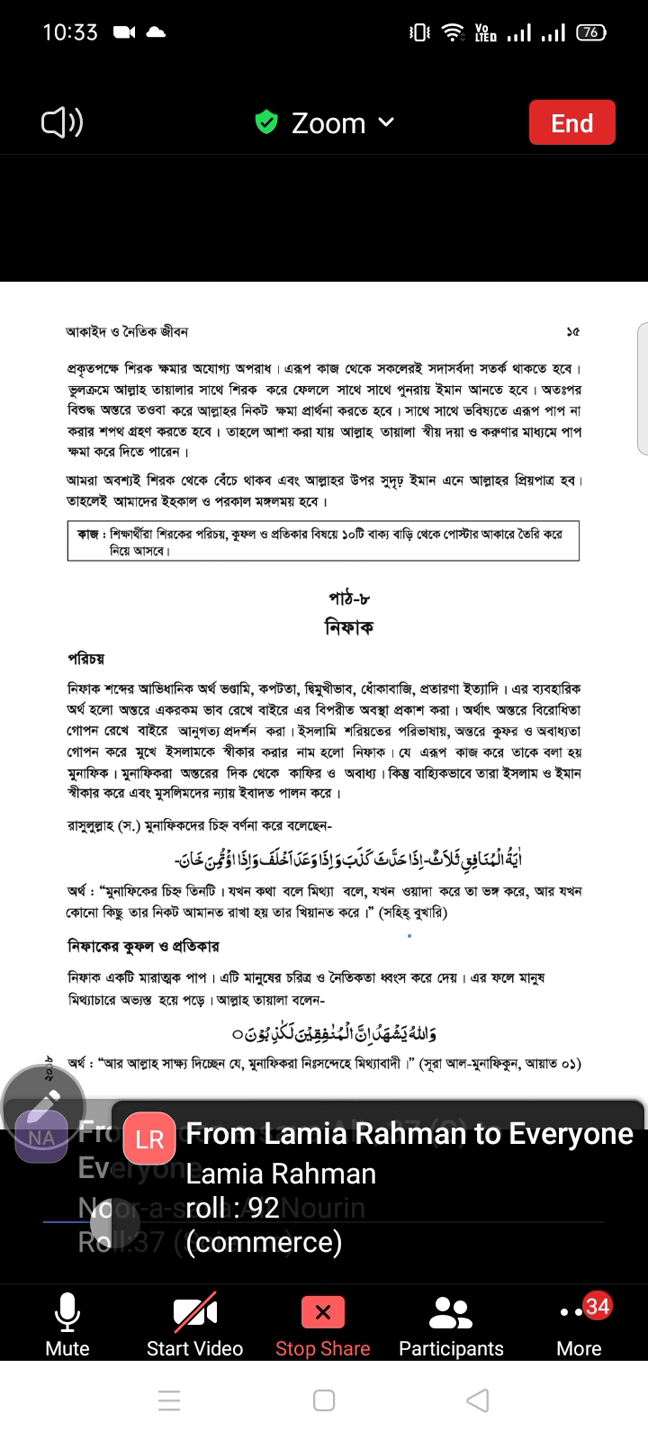 10:33
Vo LTED
76
Zoom
End
আকাইদ ও নৈতিক জীবন ১৫
প্রকৃতপক্ষে শিরক ক্ষমার অযোগ্য অপরাধ। এরূপ কাজ থেকে সকলেরই সদাসর্বদা সতর্ক থাকতে হবে।
ভুলক্রমে আল্লাহ তায়ালার সাথে শিরক করে ফেললে সাথে সাথে পুনরায় ইমান আনতে হবে। অতঃপর
বিশুদ্ধ অন্তরে তওবা করে আল্লাহর নিকট ক্ষমা প্রার্থনা করতে হবে। সাথে সাথে ভবিষ্যতে এরূপ পাপ না
করার শপথ গ্রহণ করতে হবে। তাহলে আশা করা যায় আল্লাহ তায়ালা স্বীয় দয়া ও করুণার মাধ্যমে পাপ
ক্ষমা করে দিতে পারেন।
আমরা অবশ্যই শিরক থেকে বেঁচে থাকব এবং আল্লাহর উপর সুদৃঢ় ইমান এনে আল্লাহর প্রিয়পাত্র হব।
তাহলেই আমাদের ইহকাল ও পরকাল মঙ্গলময় হবে।
কাজ : শিক্ষার্থীরা শিরকের পরিচয়, কুফল ও প্রতিকার বিষয়ে ১০টি বাক্য বাড়ি থেকে পোস্টার আকারে তৈরি করে
নিয়ে আসবে।
পাঠ-৮
নিফাক
পরিচয়
নিফাক শব্দের আভিধানিক অর্থ ভণ্ডামি, কপটতা, দ্বিমুখীভাব, ধোঁকাবাজি, প্রতারণা ইত্যাদি। এর ব্যবহারিক
অর্থ হলো অন্তরে একরকম ভাব রেখে বাইরে এর বিপরীত অবস্থা প্রকাশ করা। অর্থাৎ অন্তরে বিরোধিতা
গোপন রেখে বাইরে আনুগত্য প্রদর্শন করা। ইসলামি শরিয়তের পরিভাষায়, অন্তরে কুফর ও অবাধ্যতা
গোপন করে মুখে ইসলামকে স্বীকার করার নাম হলো নিফাক। যে এরূপ কাজ করে তাকে বলা হয়
মুনাফিক। মুনাফিকরা অন্তরের দিক থেকে কাফির ও অবাধ্য। কিন্তু বাহ্যিকভাবে তারা ইসলাম ও ইমান
স্বীকার করে এবং মুসলিমদের ন্যায় ইবাদত পালন করে।
রাসুলুল্লাহ (স.) মুনাফিকদের চিহ্ন বর্ণনা করে বলেছেন-
اٰيَةُ الْمُنَافِقِ ثَلَاثٌ-اِذَا حَدَّثَ كَذَبَ وَاِذَا وَعَدَ اَخْلَفَ وَاِذَا اؤْتُمِنَ خَانَ-
অর্থ : “মুনাফিকের চিহ্ন তিনটি। যখন কথা বলে মিথ্যা বলে, যখন ওয়াদা করে তা ভঙ্গ করে, আর যখন
কোনো কিছু তার নিকট আমানত রাখা হয় তার খিয়ানত করে।” (সহিহ্ বুখারি)
নিফাকের কুফল ও প্রতিকার
নিফাক একটি মারাত্মক পাপ। এটি মানুষের চরিত্র ও নৈতিকতা ধ্বংস করে দেয়। এর ফলে মানুষ
মিথ্যাচারে অভ্যস্ত হয়ে পড়ে। আল্লাহ তায়ালা বলেন-
وَاللهُ يَشْهَدُ اِنَّ الْمُنٰفِقِيْنَ لَكٰذِبُوْنَ○
অর্থ : “আর আল্লাহ সাক্ষ্য দিচ্ছেন যে, মুনাফিকরা নিঃসন্দেহে মিথ্যাবাদী।” (সূরা আল-মুনাফিকুন, আয়াত ০১)
২০১৮
NA
LR
From Lamia Rahman to Everyone
Lamia Rahman
roll : 92
(commerce)
34
Mute Start Video Stop Share Participants More